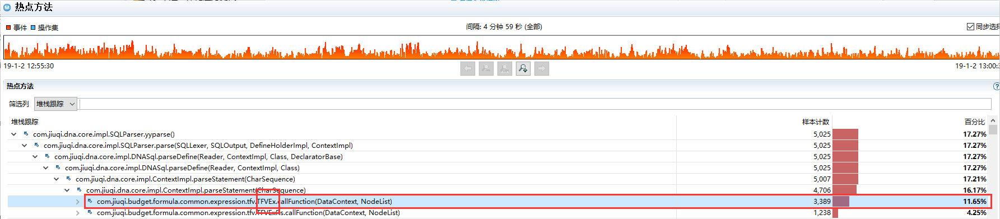 热点方法
事件 操作集 间隔: 4 分钟 59 秒 (全部) 同步选择
19-1-2 12:55:30 19-1-2 13:00:3
热点方法
筛选列 堆栈跟踪
堆栈跟踪 样本计数 百分比
com.jiuqi.dna.core.impl.SQLParser.yyparse() 5,025 17.27%
com.jiuqi.dna.core.impl.SQLParser.parse(SQLLexer, SQLOutput, DefineHolderImpl, ContextImpl) 5,025 17.27%
com.jiuqi.dna.core.impl.DNASql.parseDefine(Reader, ContextImpl, Class, DeclaratorBase) 5,025 17.27%
com.jiuqi.dna.core.impl.DNASql.parseDefine(Reader, ContextImpl, Class) 5,025 17.27%
com.jiuqi.dna.core.impl.ContextImpl.parseStatement(CharSequence) 5,007 17.21%
com.jiuqi.dna.core.impl.ContextImpl.parseStatement(CharSequence) 4,706 16.17%
com.jiuqi.budget.formula.common.expression.tfv.TFVEx.callFunction(DataContext, NodeList) 3,389 11.65%
com.jiuqi.budget.formula.common.expression.tfv.TFVExPs.callFunction(DataContext, NodeList) 1,238 4.25%